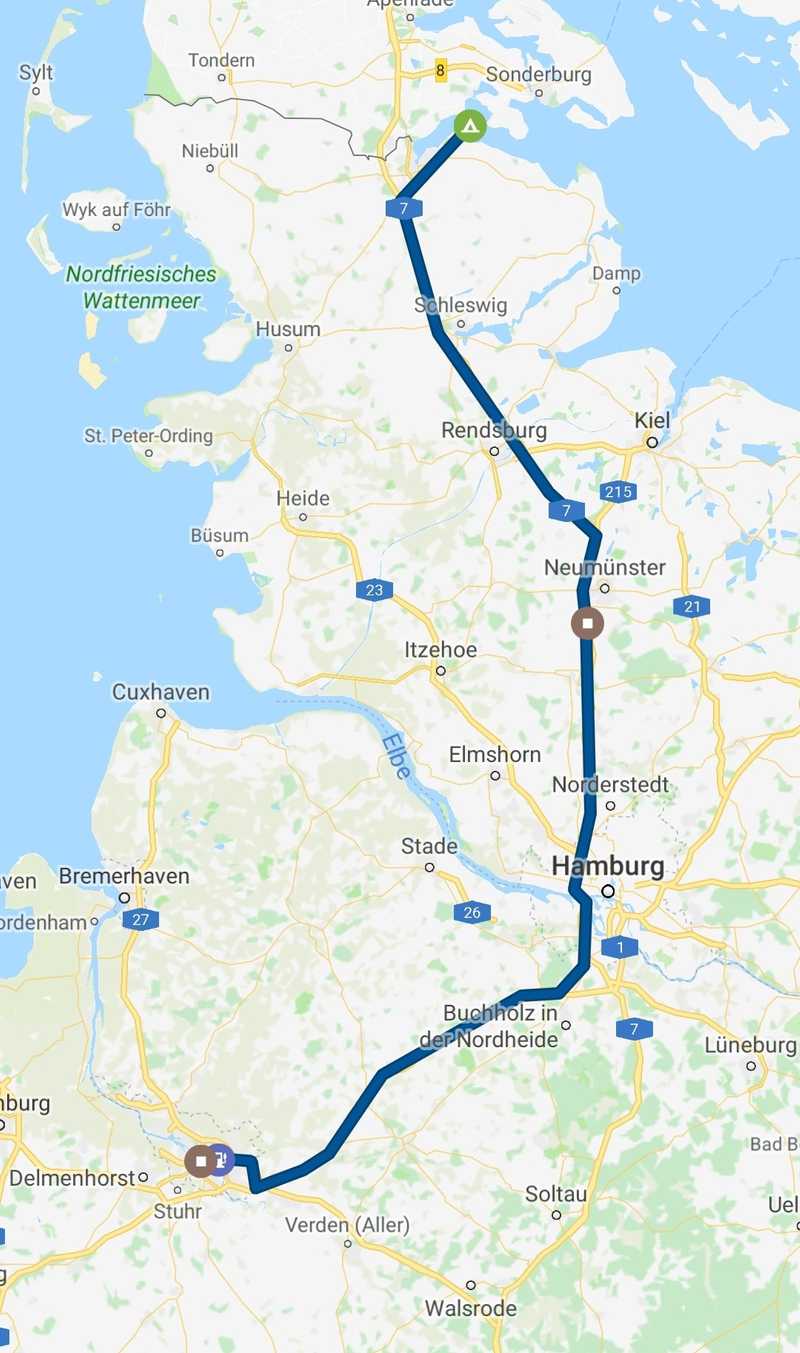 Apenrade
Tondern
8
Sylt
Sonderburg
Niebüll
Wyk auf Föhr
7
Nordfriesisches
Wattenmeer
Damp
Schleswig
Husum
Kiel
Rendsburg
St. Peter-Ording
215
Heide
7
Büsum
Neumünster
23
21
Itzehoe
Cuxhaven
Elbe
Elmshorn
Norderstedt
Stade
Hamburg
aven
Bremerhaven
26
27
ordenham
1
Buchholz in
der Nordheide
7
Lüneburg
nburg
Bad B
Delmenhorst
Soltau
Stuhr
Uel
Verden (Aller)
g
Walsrode